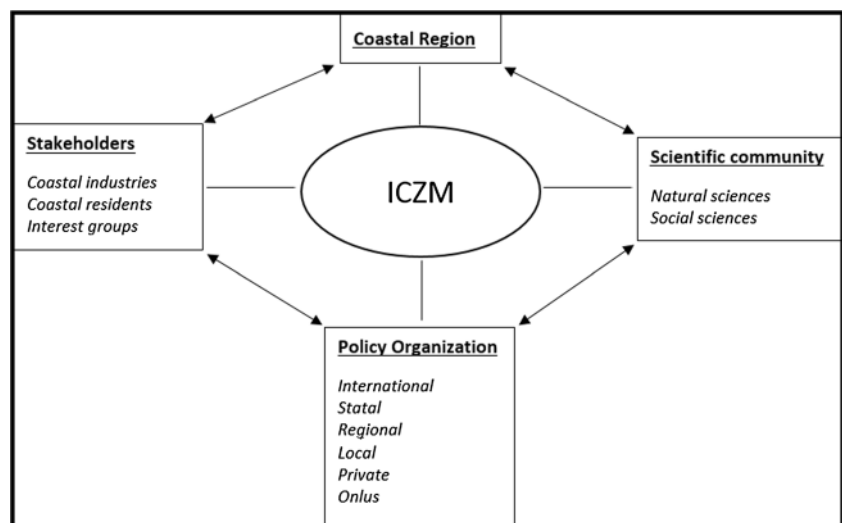 Coastal Region
Stakeholders
Coastal industries
Coastal residents
Interest groups
ICZM
Scientific community
Natural sciences
Social sciences
Policy Organization
International
Statal
Regional
Local
Private
Onlus